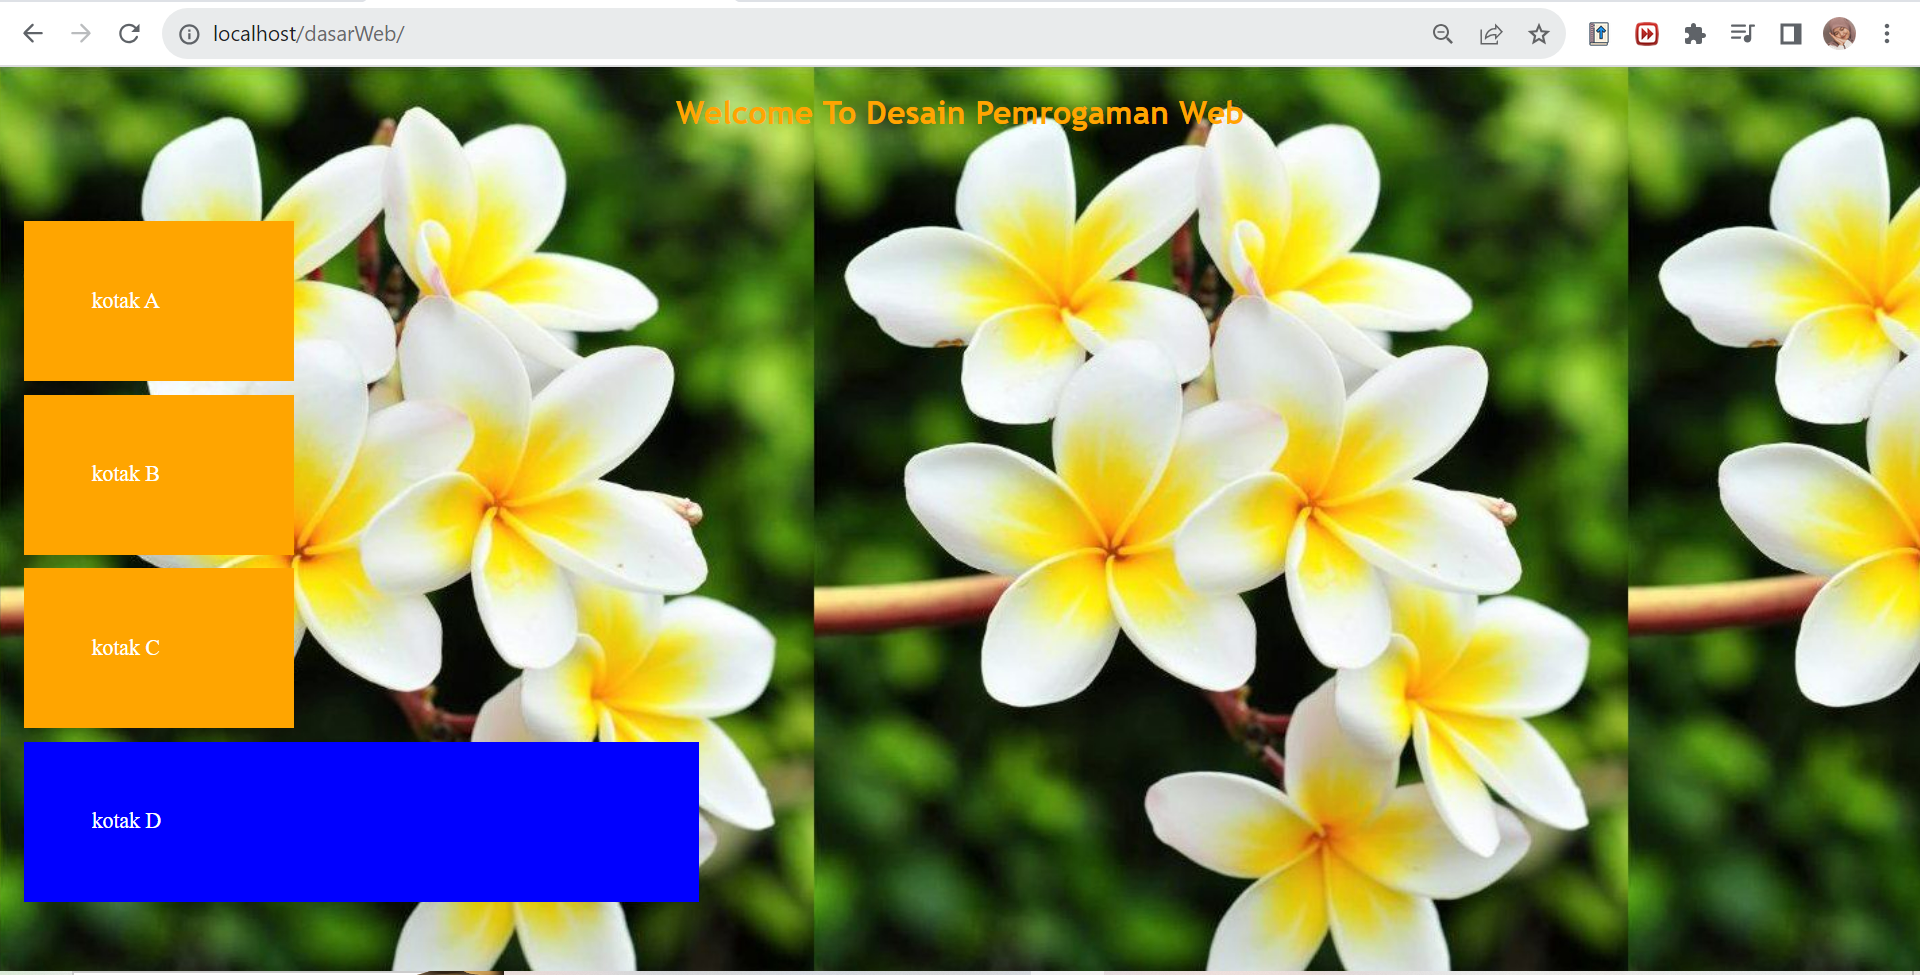 localhost/dasarWeb/
Welcome To Desain Pemrogaman Web
kotak A
kotak B
kotak C
kotak D